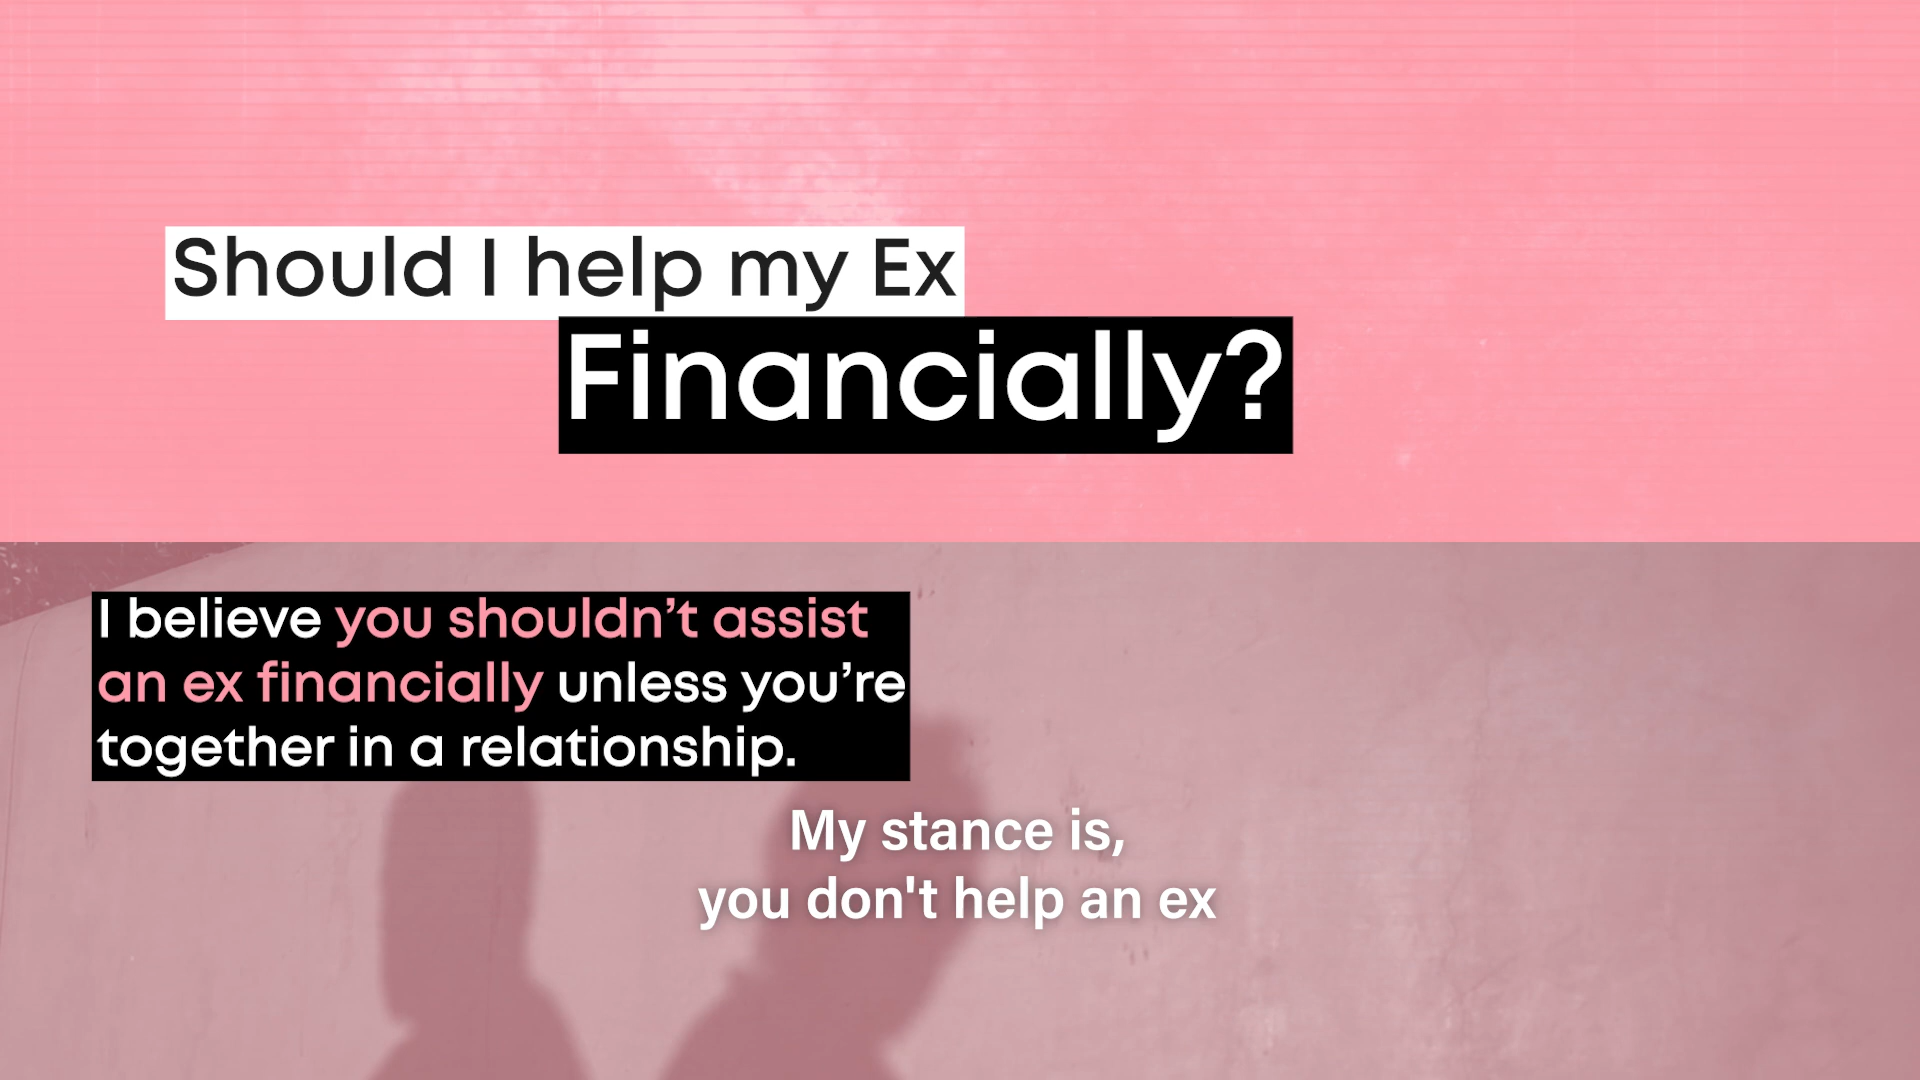 Should I help my Ex
Financially?
I believe you shouldn’t assist
an ex financially unless you’re
together in a relationship.
My stance is,
you don't help an ex